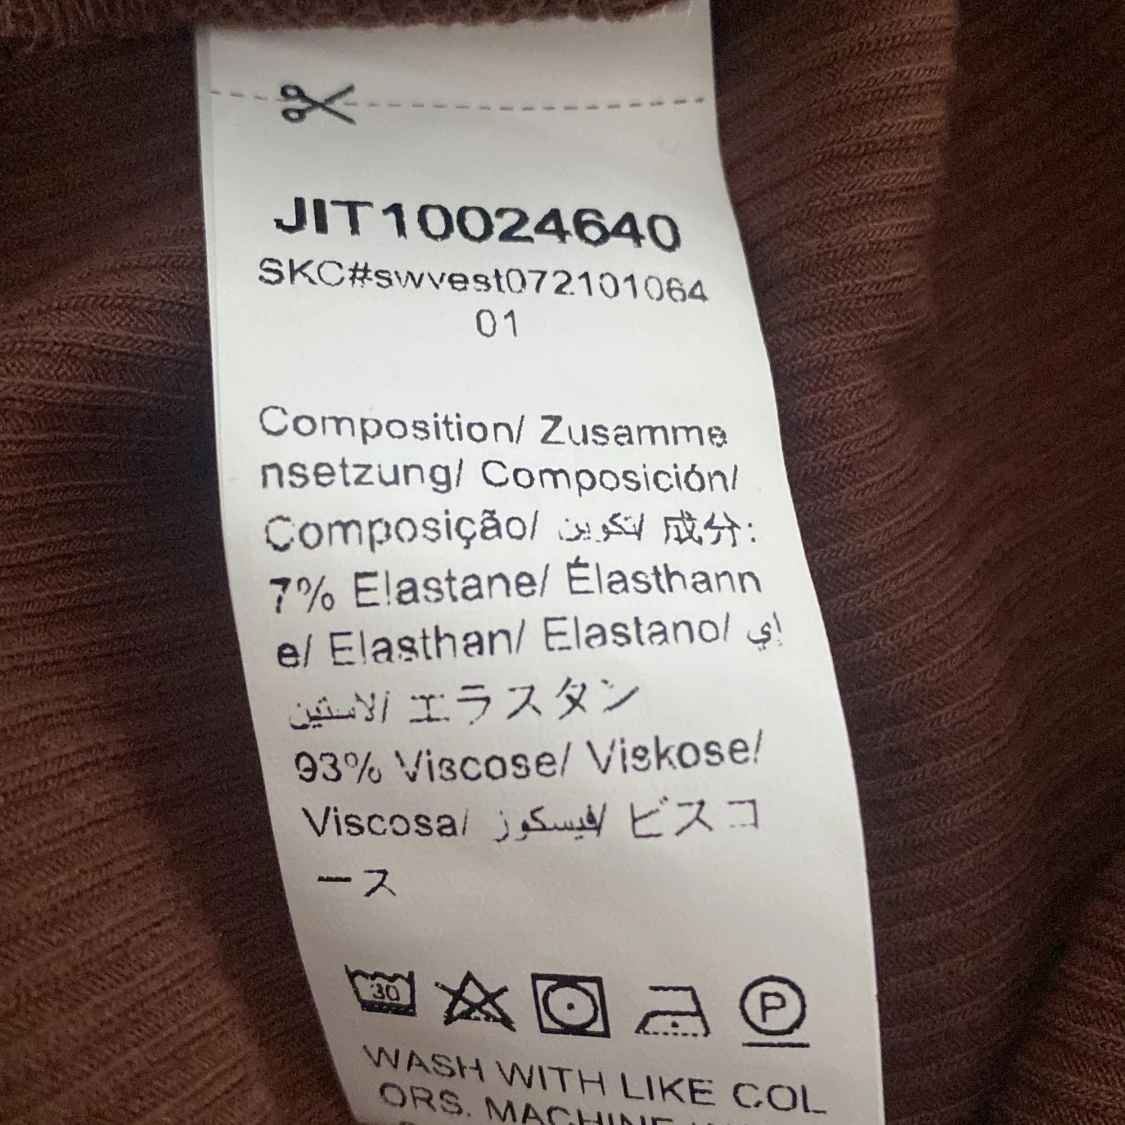 JIT10024640
SKC#swvest072101064
01
Composition/ Zusamme
nsetzung/ Composición/
Composição/ تكوين/ 成分:
7% Elastane/ Élasthann
e/ Elasthan/ Elastano/ إي
لاستين/ エラスタン
93% Viscose/ Viskose/
Viscosa/ فيسكوز/ ビスコ
ース
30
P
WASH WITH LIKE COL
ORS. MACHINE